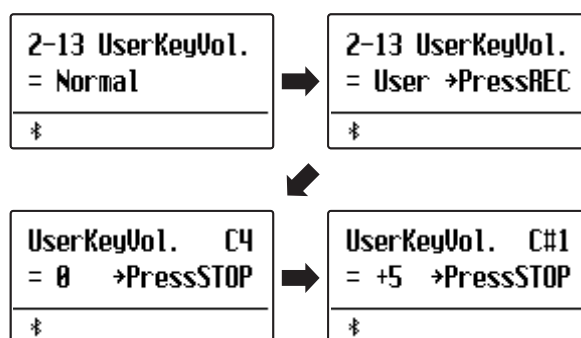 2-13 UserKeyVol.
= Normal
2-13 UserKeyVol.
= User →PressREC
UserKeyVol. C4
= 0 →PressSTOP
UserKeyVol. C#1
= +5 →PressSTOP